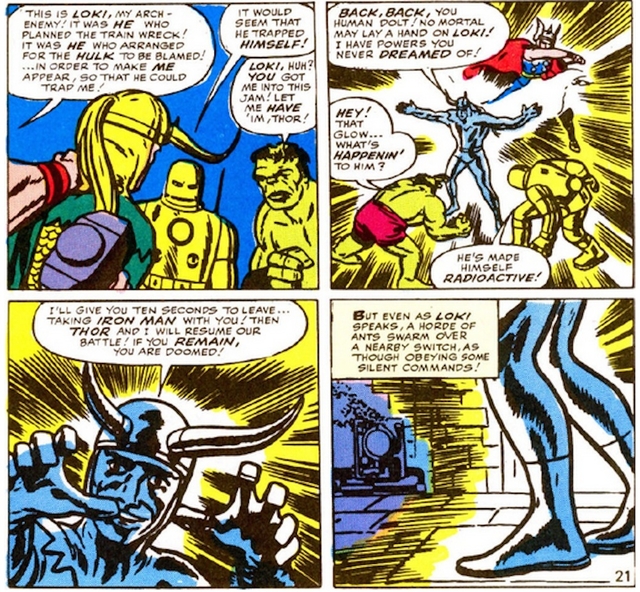 THIS IS LOKI, MY ARCH-
ENEMY! IT WAS HE WHO
PLANNED THE TRAIN WRECK!
IT WAS HE WHO ARRANGED
FOR THE HULK TO BE BLAMED!
...IN ORDER TO MAKE ME
APPEAR, SO THAT HE COULD
TRAP ME!
IT WOULD
SEEM THAT
HE TRAPPED
HIMSELF!
LOKI, HUH?
YOU GOT
ME INTO THIS
JAM! LET
ME HAVE
'IM, THOR!
BACK, BACK, YOU
HUMAN DOLT! NO MORTAL
MAY LAY A HAND ON LOKI!
I HAVE POWERS YOU
NEVER DREAMED OF!
HEY!
THAT
GLOW...
WHAT'S
HAPPENIN'
TO HIM?
HE'S MADE
HIMSELF
RADIOACTIVE!
I'LL GIVE YOU TEN SECONDS TO LEAVE...
TAKING IRON MAN WITH YOU! THEN
THOR AND I WILL RESUME OUR
BATTLE! IF YOU REMAIN,
YOU ARE DOOMED!
BUT EVEN AS LOKI
SPEAKS, A HORDE OF
ANTS SWARM OVER
A NEARBY SWITCH, AS
THOUGH OBEYING SOME
SILENT COMMANDS!
21